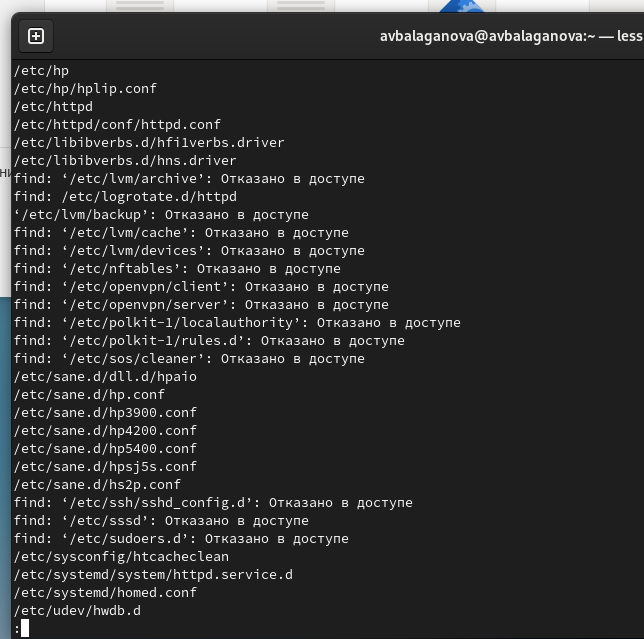 avbalaganova@avbalaganova:~ — less
/etc/hp
/etc/hp/hplip.conf
/etc/httpd
/etc/httpd/conf/httpd.conf
/etc/libibverbs.d/hfi1verbs.driver
/etc/libibverbs.d/hns.driver
find: ‘/etc/lvm/archive’: Отказано в доступе
find: /etc/logrotate.d/httpd
‘/etc/lvm/backup’: Отказано в доступе
find: ‘/etc/lvm/cache’: Отказано в доступе
find: ‘/etc/lvm/devices’: Отказано в доступе
find: ‘/etc/nftables’: Отказано в доступе
find: ‘/etc/openvpn/client’: Отказано в доступе
find: ‘/etc/openvpn/server’: Отказано в доступе
find: ‘/etc/polkit-1/localauthority’: Отказано в доступе
find: ‘/etc/polkit-1/rules.d’: Отказано в доступе
find: ‘/etc/sos/cleaner’: Отказано в доступе
/etc/sane.d/dll.d/hpaio
/etc/sane.d/hp.conf
/etc/sane.d/hp3900.conf
/etc/sane.d/hp4200.conf
/etc/sane.d/hp5400.conf
/etc/sane.d/hpsj5s.conf
/etc/sane.d/hs2p.conf
find: ‘/etc/ssh/sshd_config.d’: Отказано в доступе
find: ‘/etc/sssd’: Отказано в доступе
find: ‘/etc/sudoers.d’: Отказано в доступе
/etc/sysconfig/htcacheclean
/etc/systemd/system/httpd.service.d
/etc/systemd/homed.conf
/etc/udev/hwdb.d
: